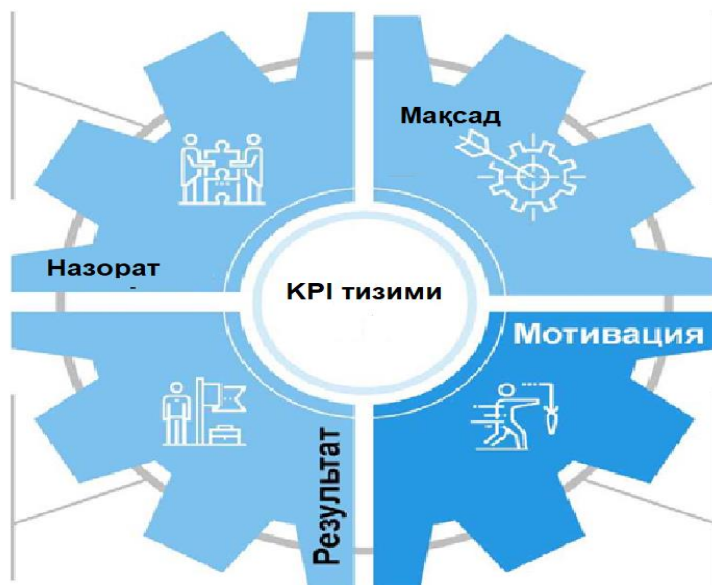 Мақсад
Назорат
KPI тизими
Мотивация
Результат